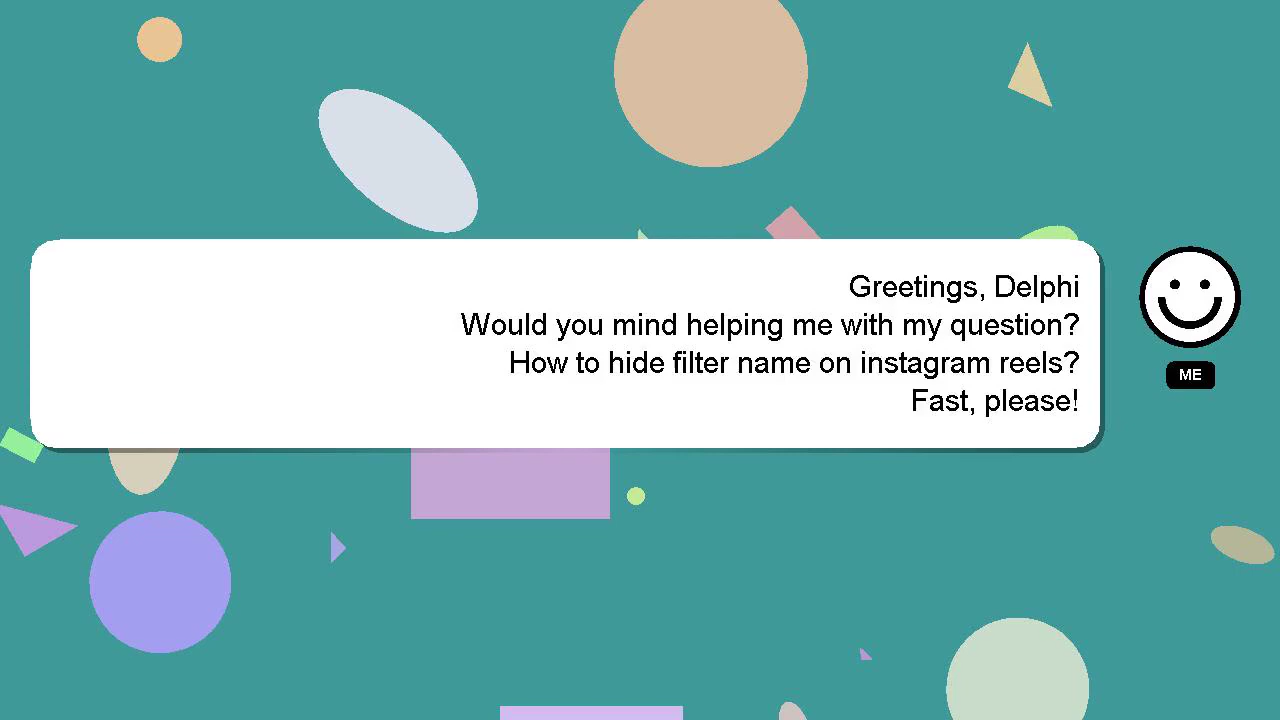 Greetings, Delphi
Would you mind helping me with my question?
How to hide filter name on instagram reels?
Fast, please!
ME